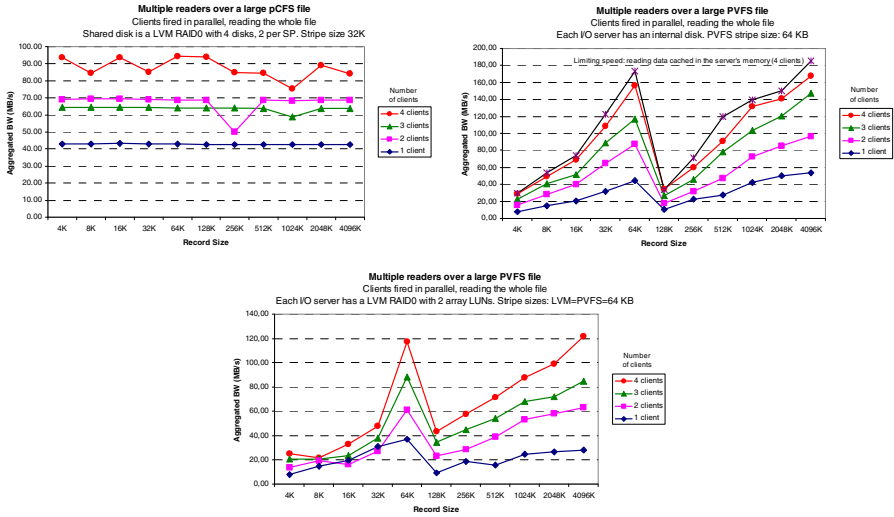 Multiple readers over a large pCFS file
Clients fired in parallel, reading the whole file
Shared disk is a LVM RAID0 with 4 disks, 2 per SP. Stripe size 32K
100.00
90.00
80.00
70.00
60.00
50.00
40.00
30.00
20.00
10.00
0.00
Aggregated BW (MB/s)
4K 8K 16K 32K 64K 128K 256K 512K 1024K 2048K 4096K
Record Size
Number
of clients
4 clients
3 clients
2 clients
1 client
Multiple readers over a large PVFS file
Clients fired in parallel, reading the whole file
Each I/O server has an internal disk. PVFS stripe size: 64 KB
200,00
180,00
160,00
140,00
120,00
100,00
80,00
60,00
40,00
20,00
0,00
Aggregated BW (MB/s)
Limiting speed: reading data cached in the server's memory (4 clients)
4K 8K 16K 32K 64K 128K 256K 512K 1024K 2048K 4096K
Record Size
Number
of clients
4 clients
3 clients
2 clients
1 client
Multiple readers over a large PVFS file
Clients fired in parallel, reading the whole file
Each I/O server has a LVM RAID0 with 2 array LUNs. Stripe sizes: LVM=PVFS=64 KB
140,00
120,00
100,00
80,00
60,00
40,00
20,00
0,00
Aggregated BW (MB/s)
4K 8K 16K 32K 64K 128K 256K 512K 1024K 2048K 4096K
Record Size
Number
of clients
4 clients
3 clients
2 clients
1 client